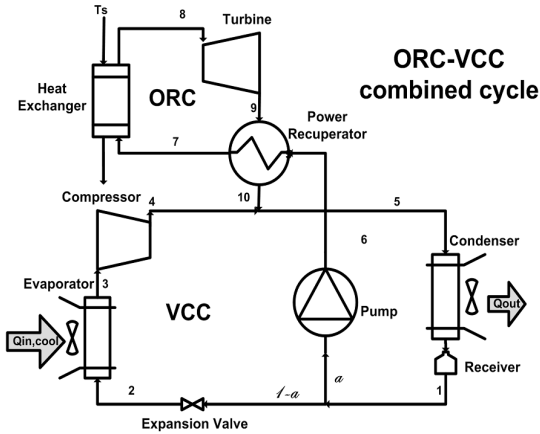 Ts
8
Turbine
ORC-VCC
combined cycle
Heat
Exchanger
ORC
9
Power
Recuperator
7
10
Compressor
4
5
6
Condenser
Evaporator
3
VCC
Pump
Qin,cool
Qout
Receiver
a
1
2
1-a
Expansion Valve